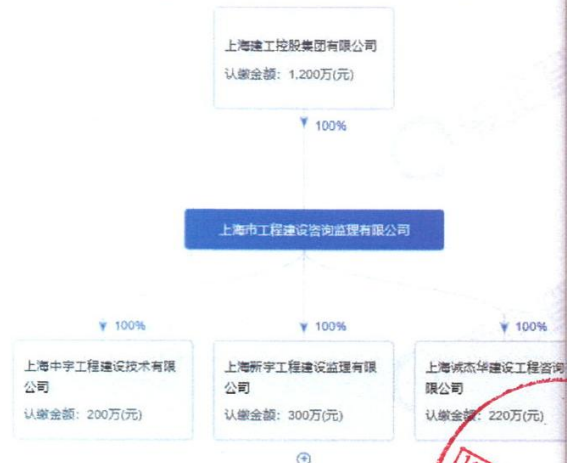 上海建工控股集团有限公司
认缴金额：1,200万(元)
100%
上海市工程建设咨询监理有限公司
100%
100%
100%
上海中宇工程建设技术有限
公司
认缴金额：200万(元)
上海新宇工程建设监理有限
公司
认缴金额：300万(元)
上海诚杰华建设工程咨询
限公司
认缴金额：220万(元)